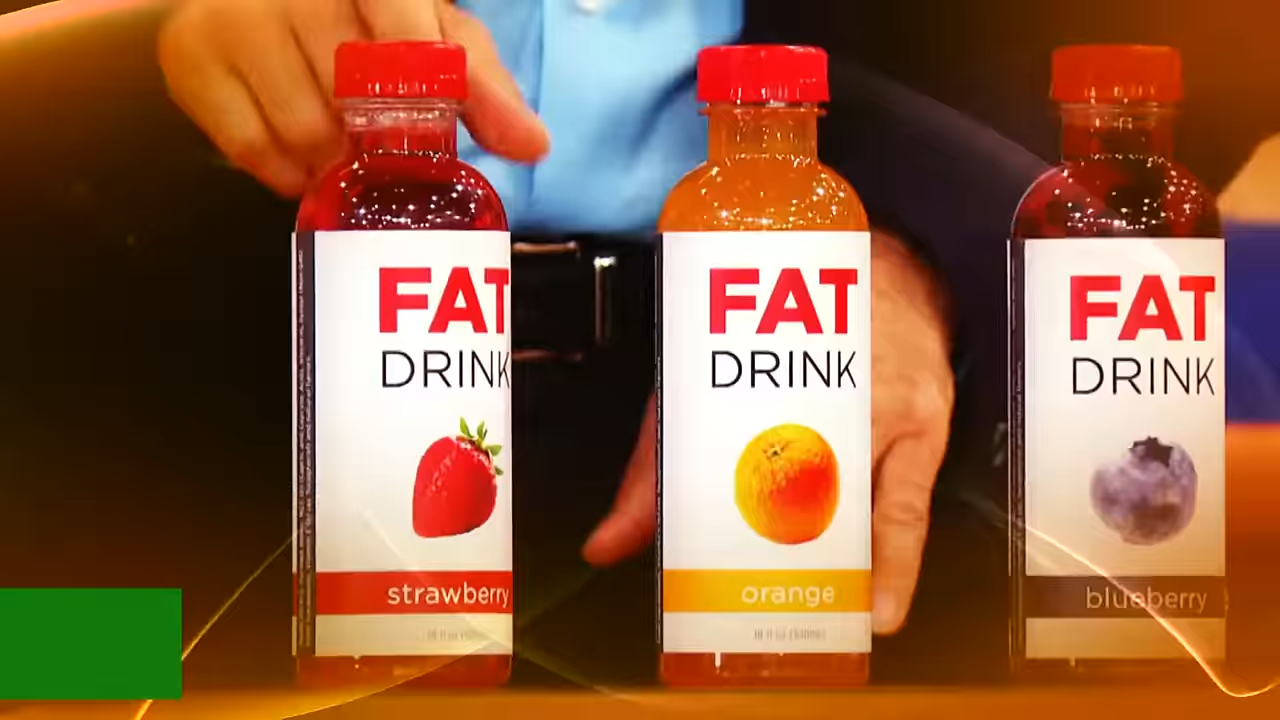 FAT
DRINK
strawberry
FAT
DRINK
orange
FAT
DRINK
blueberry